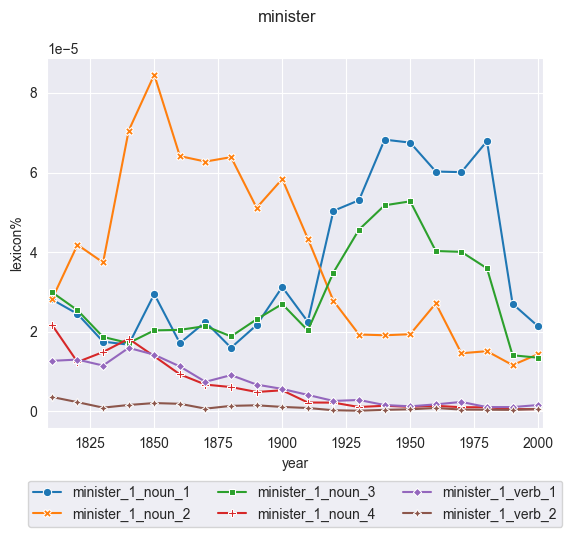 minister
1e−5
8
6
4
2
0
lexicon%
1825 1850 1875 1900 1925 1950 1975 2000
year
minister_1_noun_1 minister_1_noun_3 minister_1_verb_1
minister_1_noun_2 minister_1_noun_4 minister_1_verb_2